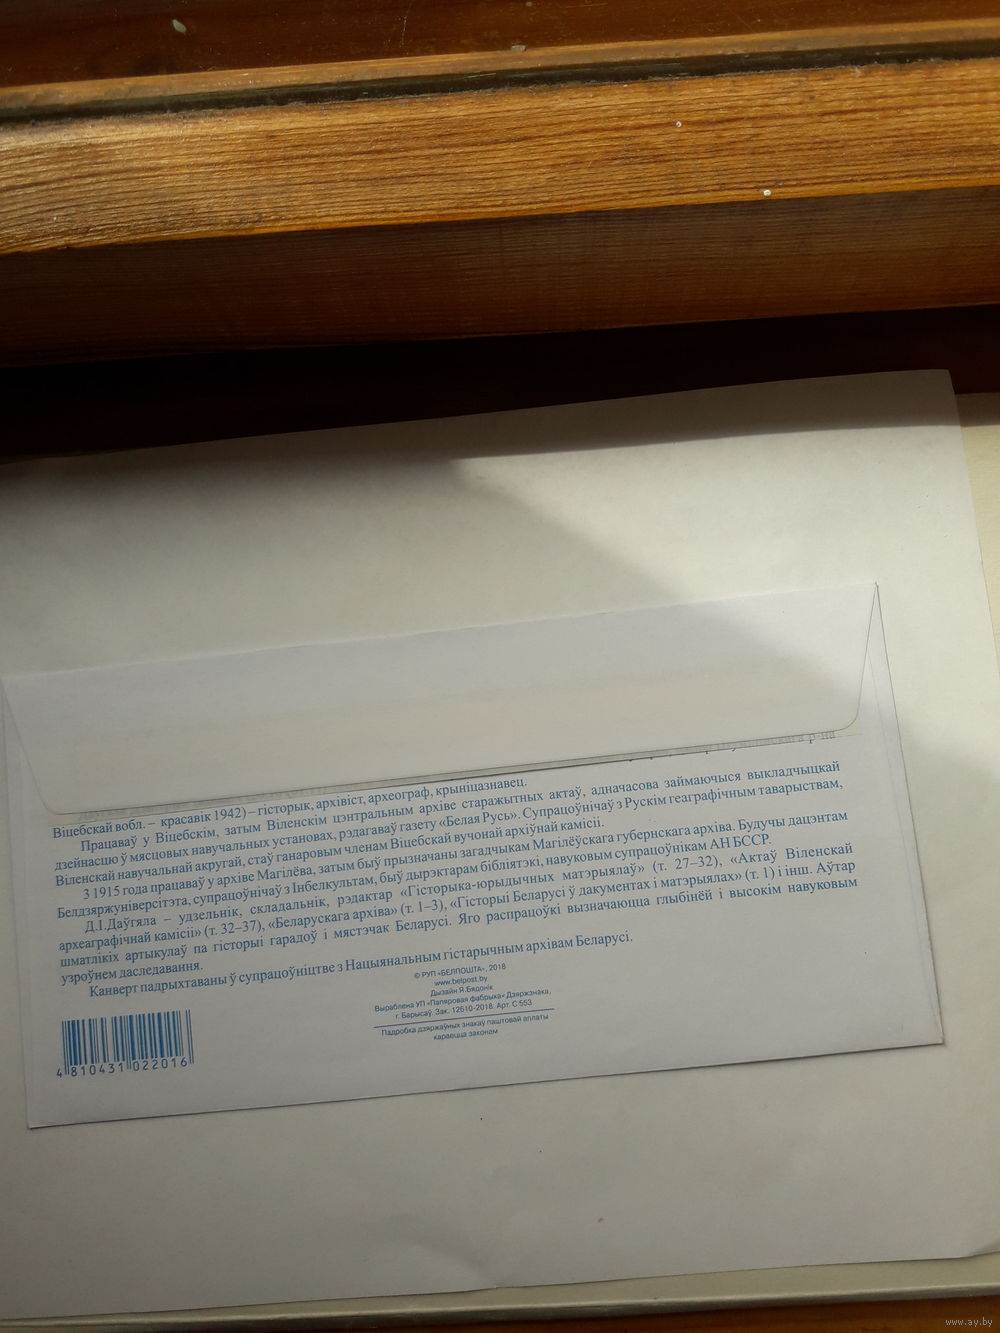 р-на
Віцебскай вобл. – красавік 1942) – гісторык, архівіст, археограф, крыніцазнавец.
Працаваў у Віцебскім, затым Віленскім цэнтральным архіве старажытных актаў, адначасова займаючыся выкладчыцкай
дзейнасцю ў мясцовых навучальных установах, рэдагаваў газету «Белая Русь». Супрацоўнічаў з Рускім геаграфічным таварыствам,
Віленскай навучальнай акругай, стаў ганаровым членам Віцебскай вучонай архіўнай камісіі.
З 1915 года працаваў у архіве Магілёва, затым быў прызначаны загадчыкам Магілёўскага губернскага архіва. Будучы дацэнтам
Белдзяржуніверсітэта, супрацоўнічаў з Інбелкультам, быў дырэктарам бібліятэкі, навуковым супрацоўнікам АН БССР.
Д.І.Даўгяла – удзельнік, складальнік, рэдактар «Гісторыка-юрыдычных матэрыялаў» (т. 27–32), «Актаў Віленскай
археаграфічнай камісіі» (т. 32–37), «Беларускага архіва» (т. 1–3), «Гісторыі Беларусі ў дакументах і матэрыялах» (т. 1) і інш. Аўтар
шматлікіх артыкулаў па гісторыі гарадоў і мястэчак Беларусі. Яго распрацоўкі вызначаюцца глыбінёй і высокім навуковым
узроўнем даследавання.
Канверт падрыхтаваны ў супрацоўніцтве з Нацыянальным гістарычным архівам Беларусі.
© РУП «БЕЛПОШТА», 2018
www.belpost.by
Дызайн Я.Бядонік
Выраблена УП «Папяровая фабрыка» Дзяржзнака,
г. Барысаў. Зак. 12610-2018. Арт. С 553
Падробка дзяржаўных знакаў паштовай аплаты
караецца законам
4 810431 022016
www.ay.by